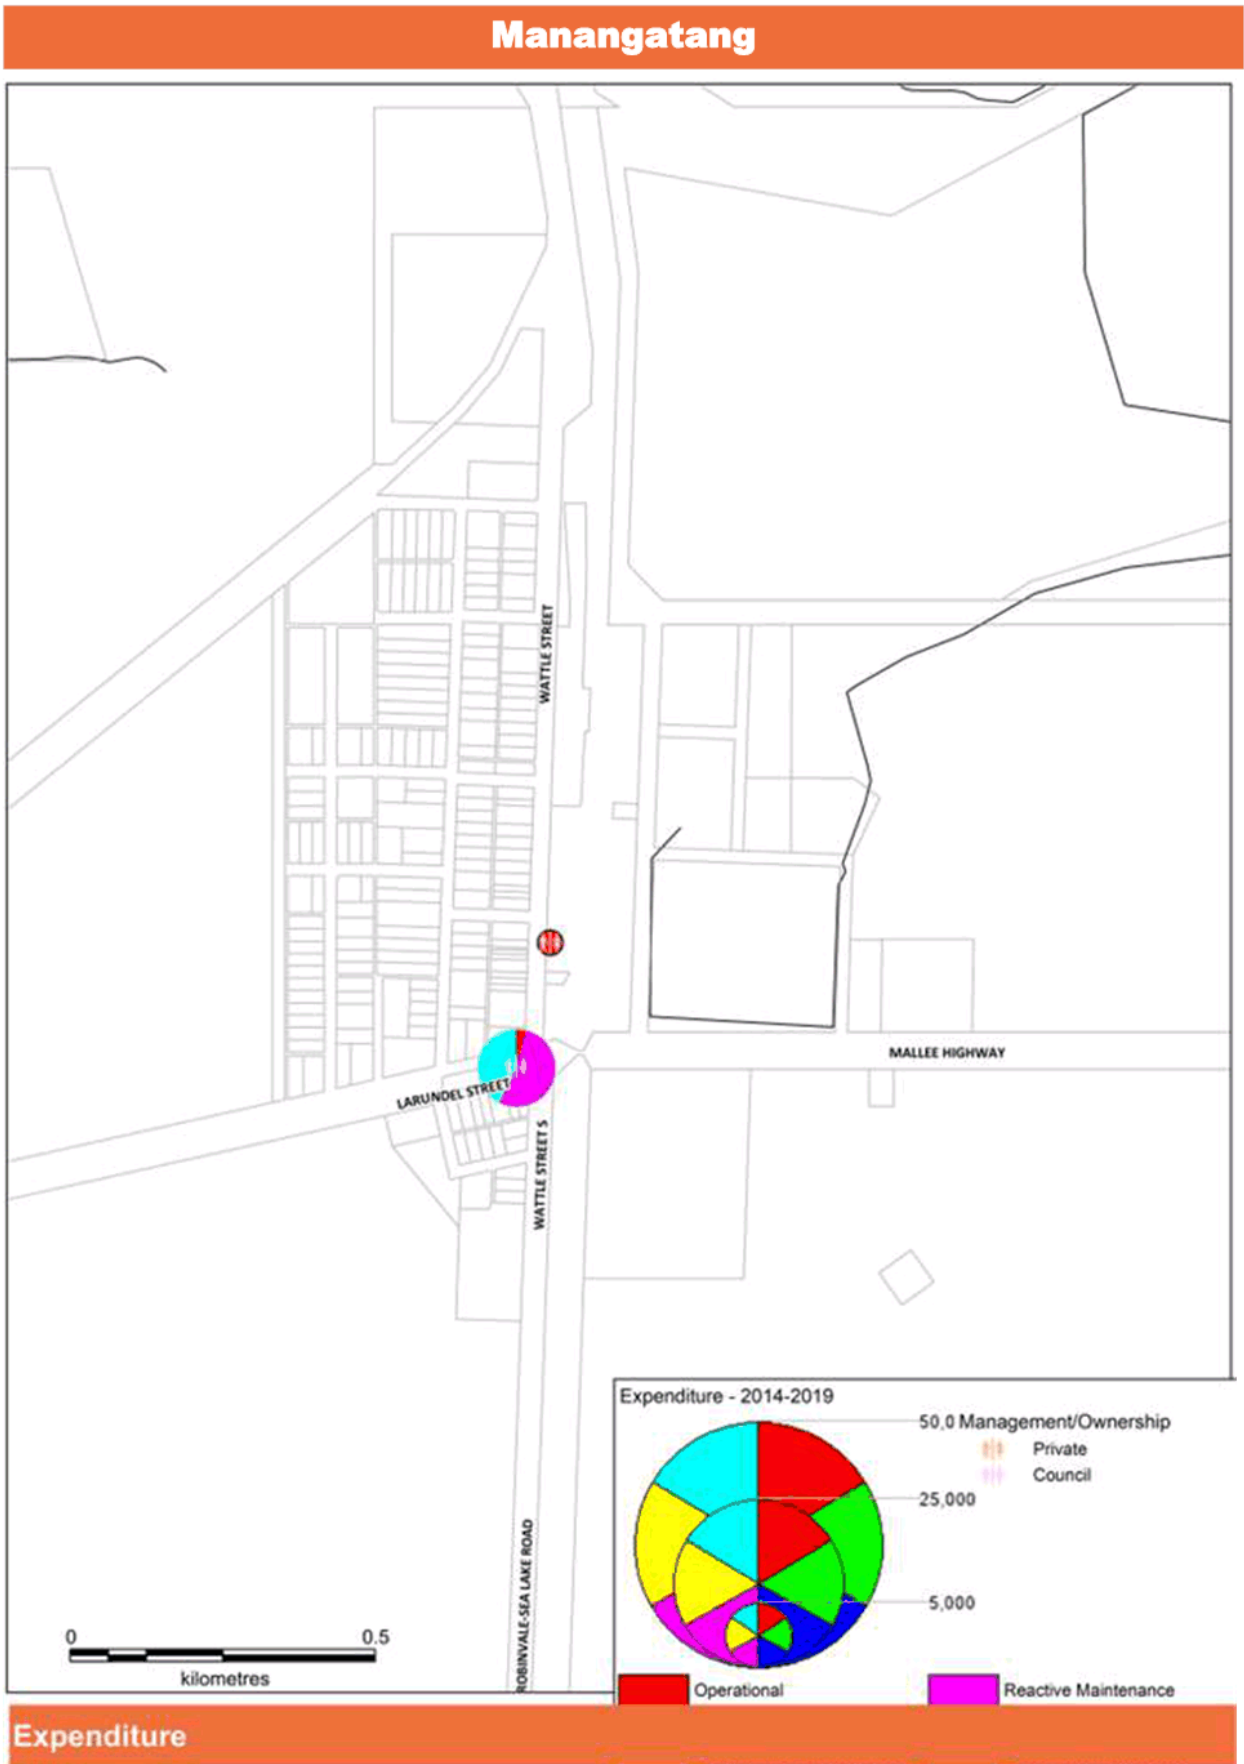 Manangatang
WATTLE STREET
MALLEE HIGHWAY
LARUNDEL STREET
WATTLE STREET S
ROBINVALE-SEA LAKE ROAD
Expenditure - 2014-2019
50,0 Management/Ownership
Private
Council
25,000
5,000
0 0.5
kilometres
Operational Reactive Maintenance
Expenditure